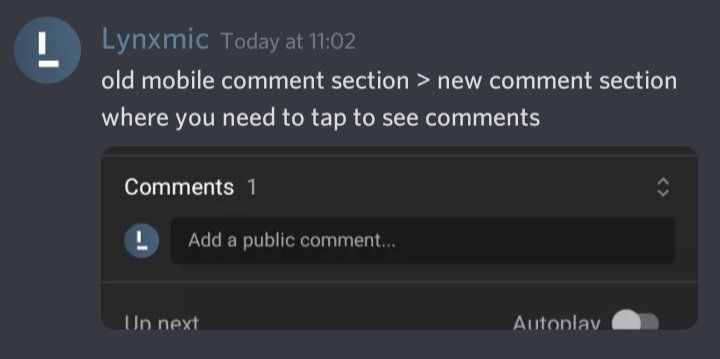 Lynxmic Today at 11:02
old mobile comment section > new comment section
where you need to tap to see comments
Comments 1
L Add a public comment...
Up next Autoplay